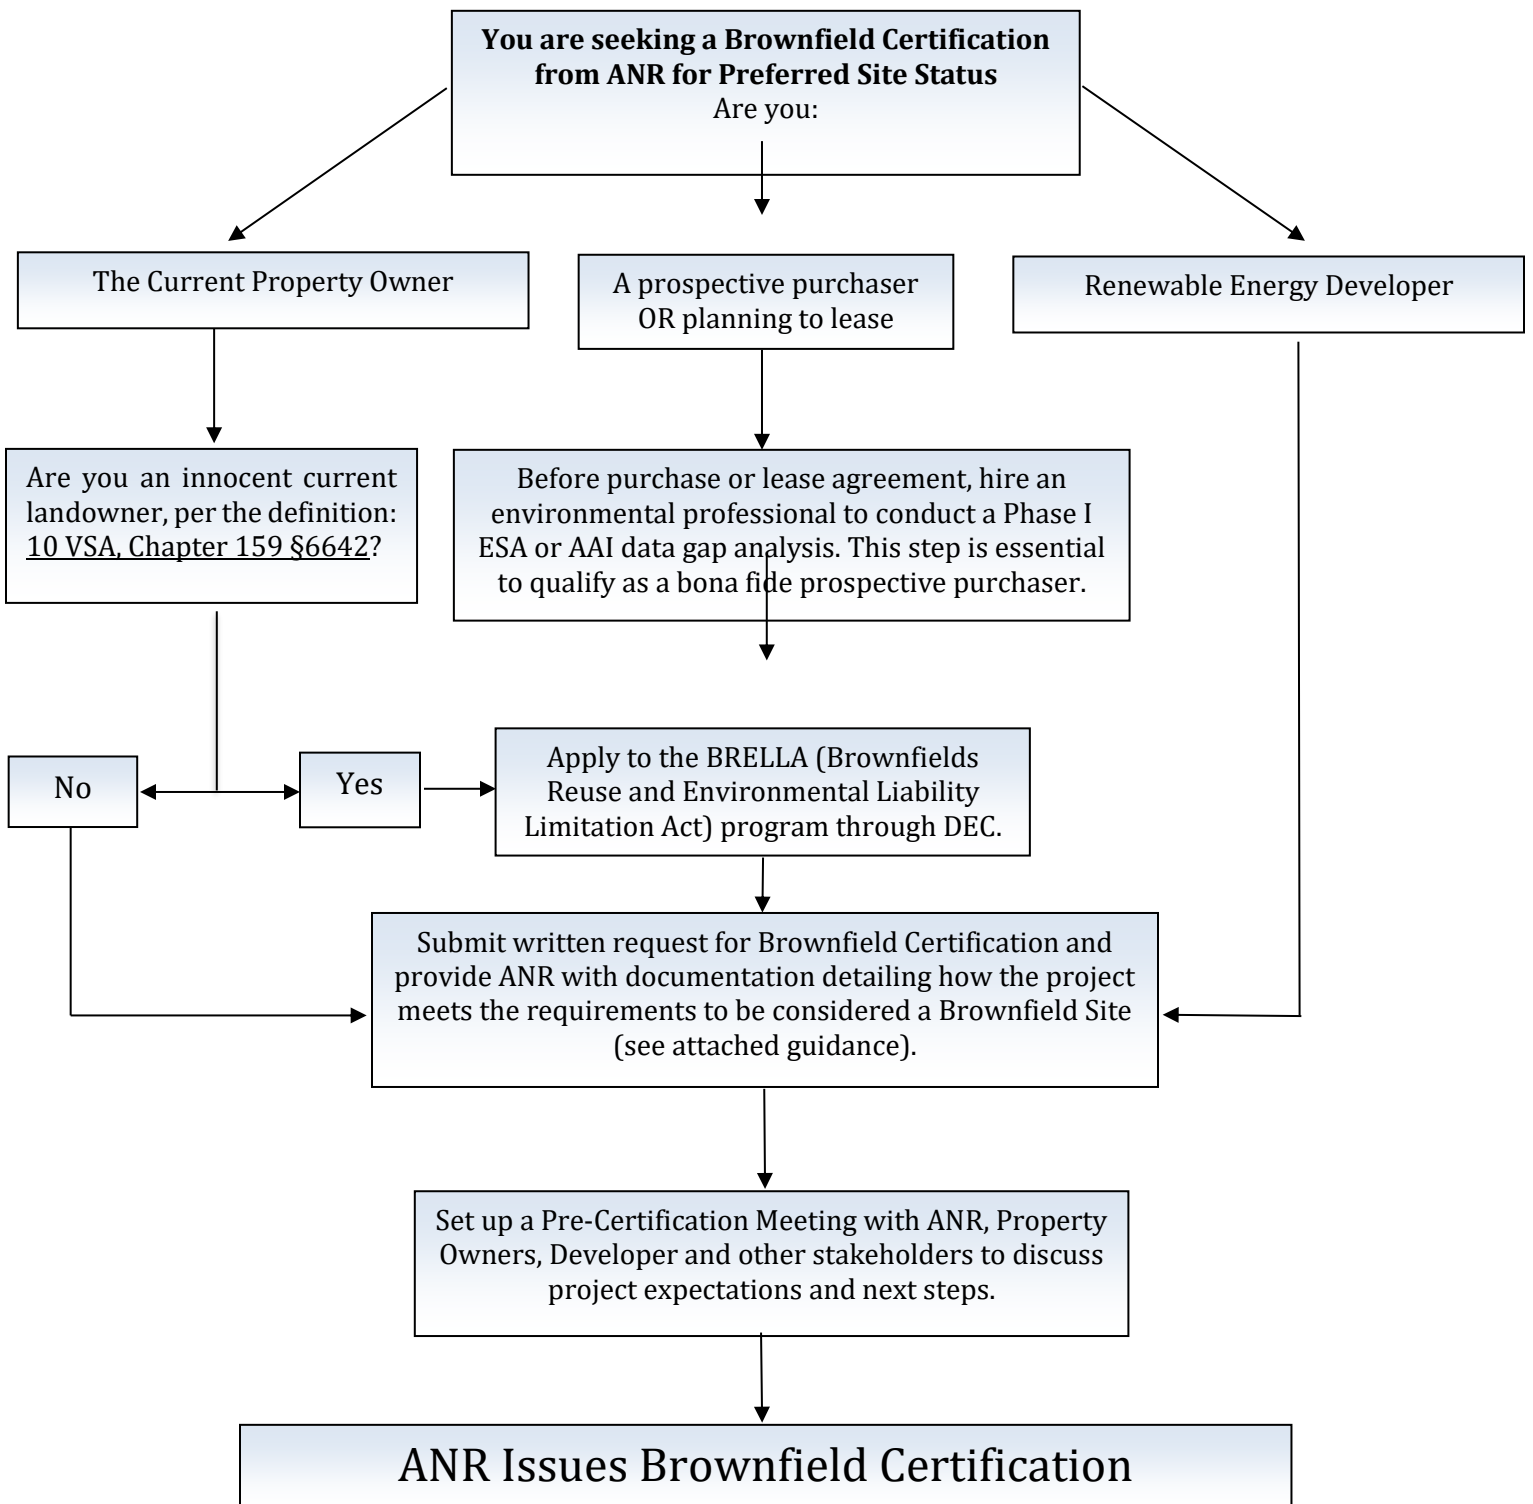 You are seeking a Brownfield Certification
from ANR for Preferred Site Status
Are you:
The Current Property Owner
A prospective purchaser
OR planning to lease
Renewable Energy Developer
Are you an innocent current
landowner, per the definition:
10 VSA, Chapter 159 §6642?
Before purchase or lease agreement, hire an
environmental professional to conduct a Phase I
ESA or AAI data gap analysis. This step is essential
to qualify as a bona fide prospective purchaser.
No
Yes
Apply to the BRELLA (Brownfields
Reuse and Environmental Liability
Limitation Act) program through DEC.
Submit written request for Brownfield Certification and
provide ANR with documentation detailing how the project
meets the requirements to be considered a Brownfield Site
(see attached guidance).
Set up a Pre-Certification Meeting with ANR, Property
Owners, Developer and other stakeholders to discuss
project expectations and next steps.
ANR Issues Brownfield Certification